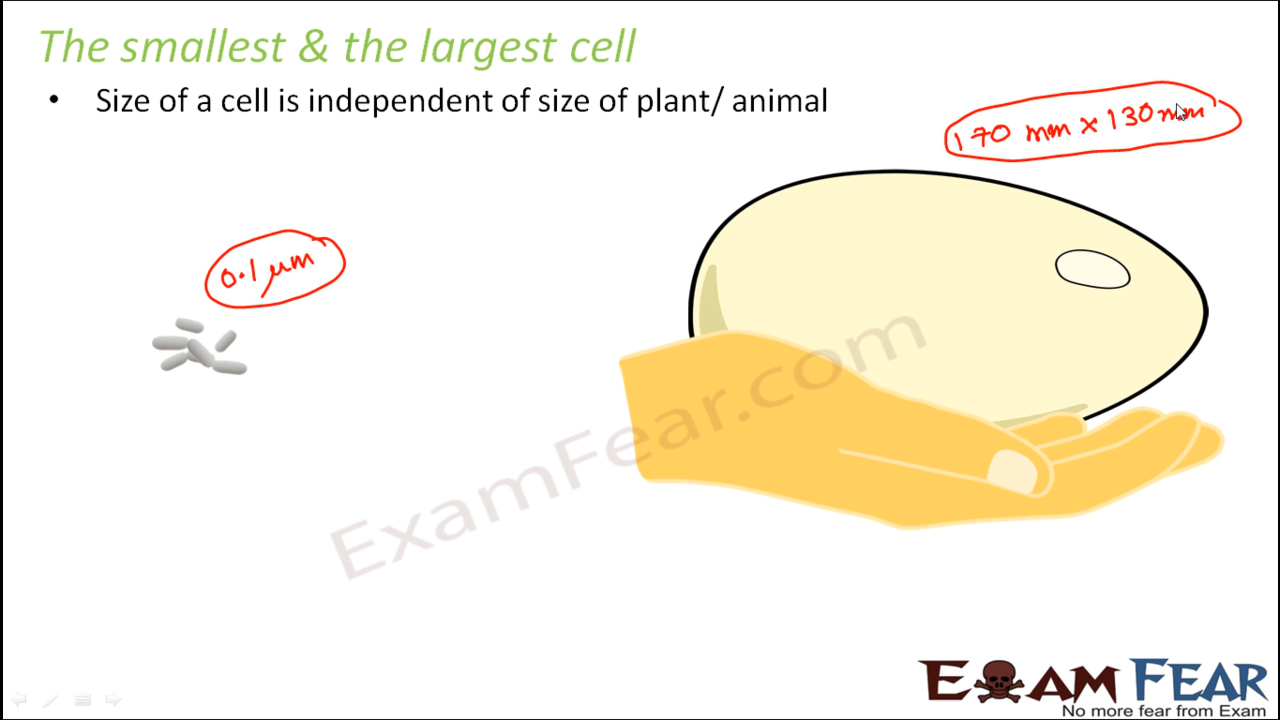 The smallest & the largest cell
• Size of a cell is independent of size of plant/ animal
170 mm x 130 mm
0.1 µm
ExamFear.com
EXAM FEAR
No more fear from Exam